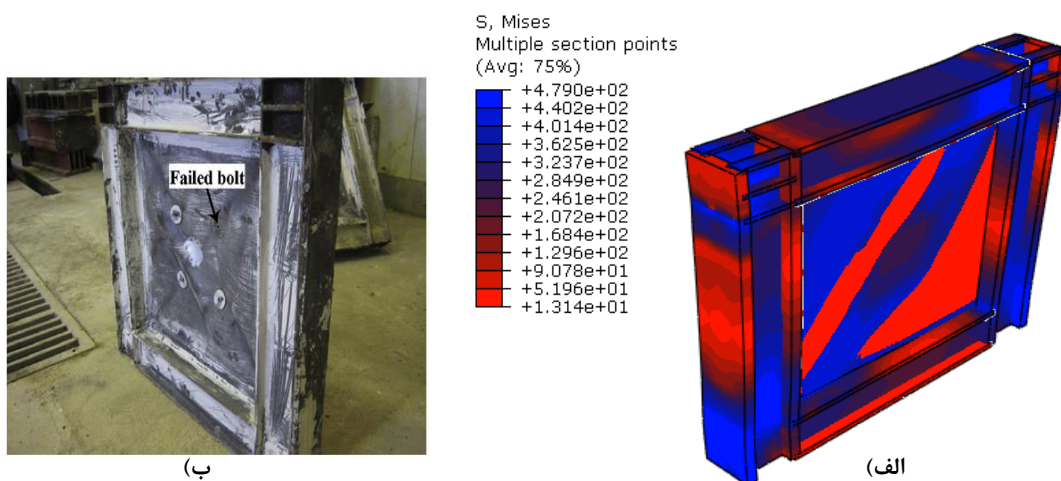 S, Mises
Multiple section points
(Avg: 75%)
+4.790e+02
+4.402e+02
+4.014e+02
+3.625e+02
+3.237e+02
+2.849e+02
+2.461e+02
+2.072e+02
+1.684e+02
+1.296e+02
+9.078e+01
+5.196e+01
+1.314e+01
Failed bolt
الف)
ب)